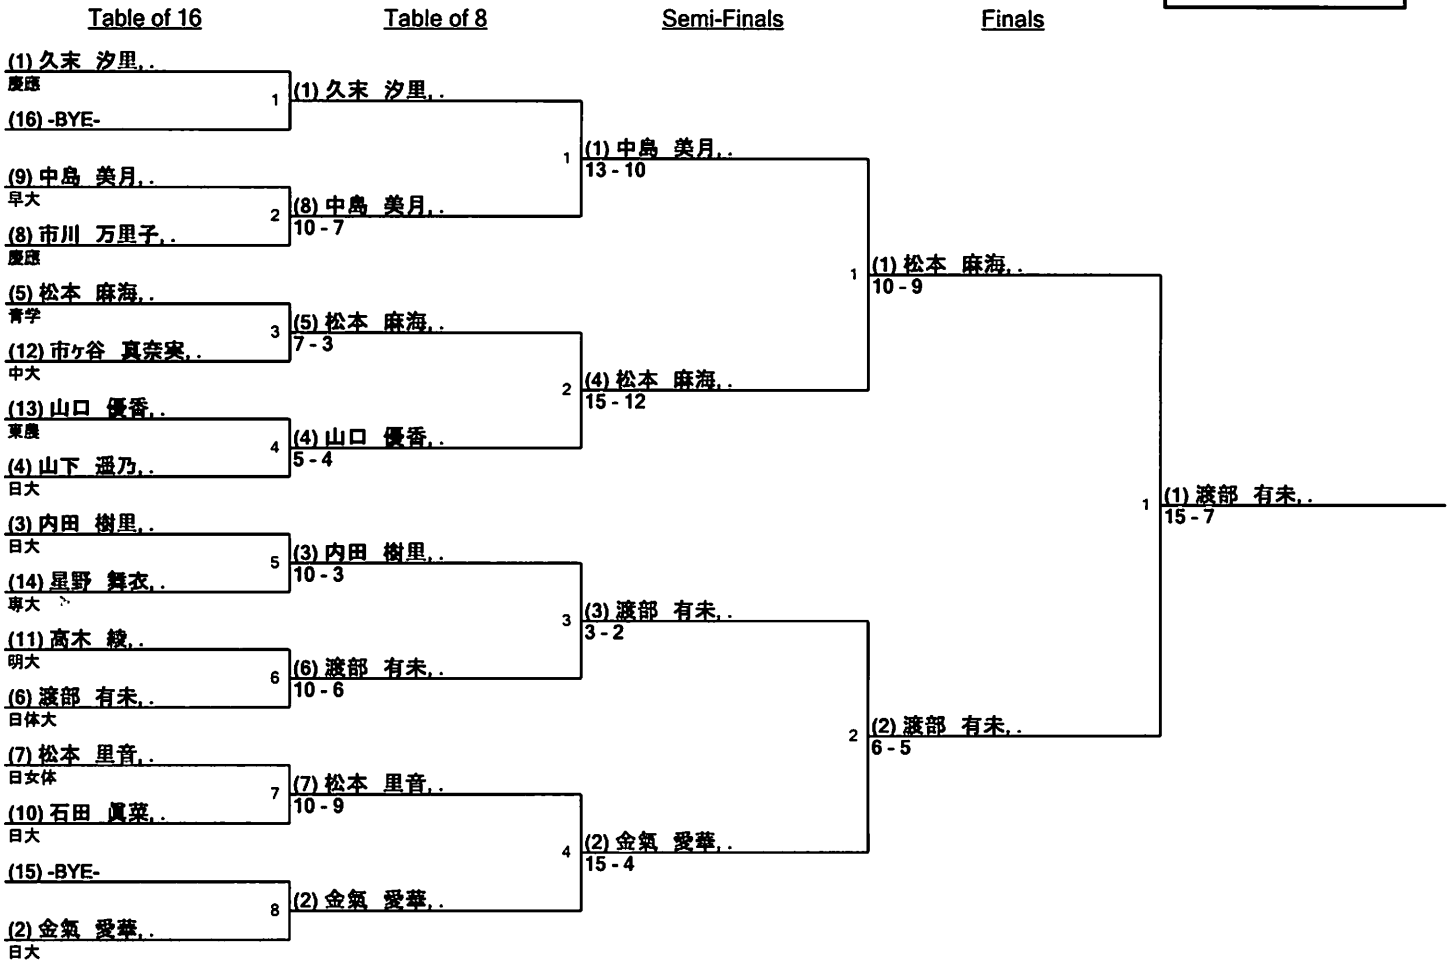 Table of 16
Table of 8
Semi-Finals
Finals
(1) 久末 汐里, .
慶應
(16) -BYE-
(9) 中島 美月, .
早大
(8) 市川 万里子, .
慶應
(5) 松本 麻海, .
青学
(12) 市ヶ谷 真奈実, .
中大
(13) 山口 優香, .
東農
(4) 山下 遥乃, .
日大
(3) 内田 樹里, .
日大
(14) 星野 舞衣, .
専大
(11) 高木 綾, .
明大
(6) 渡部 有未, .
日体大
(7) 松本 里音, .
日女体
(10) 石田 眞菜, .
日大
(15) -BYE-
(2) 金氣 愛華, .
日大
1 (1) 久末 汐里, .
2 (8) 中島 美月, .
10 - 7
3 (5) 松本 麻海, .
7 - 3
4 (4) 山口 優香, .
5 - 4
5 (3) 内田 樹里, .
10 - 3
6 (6) 渡部 有未, .
10 - 6
7 (7) 松本 里音, .
10 - 9
8 (2) 金氣 愛華, .
1 (1) 中島 美月, .
13 - 10
2 (4) 松本 麻海, .
15 - 12
3 (3) 渡部 有未, .
3 - 2
4 (2) 金氣 愛華, .
15 - 4
1 (1) 松本 麻海, .
10 - 9
2 (2) 渡部 有未, .
6 - 5
1 (1) 渡部 有未, .
15 - 7